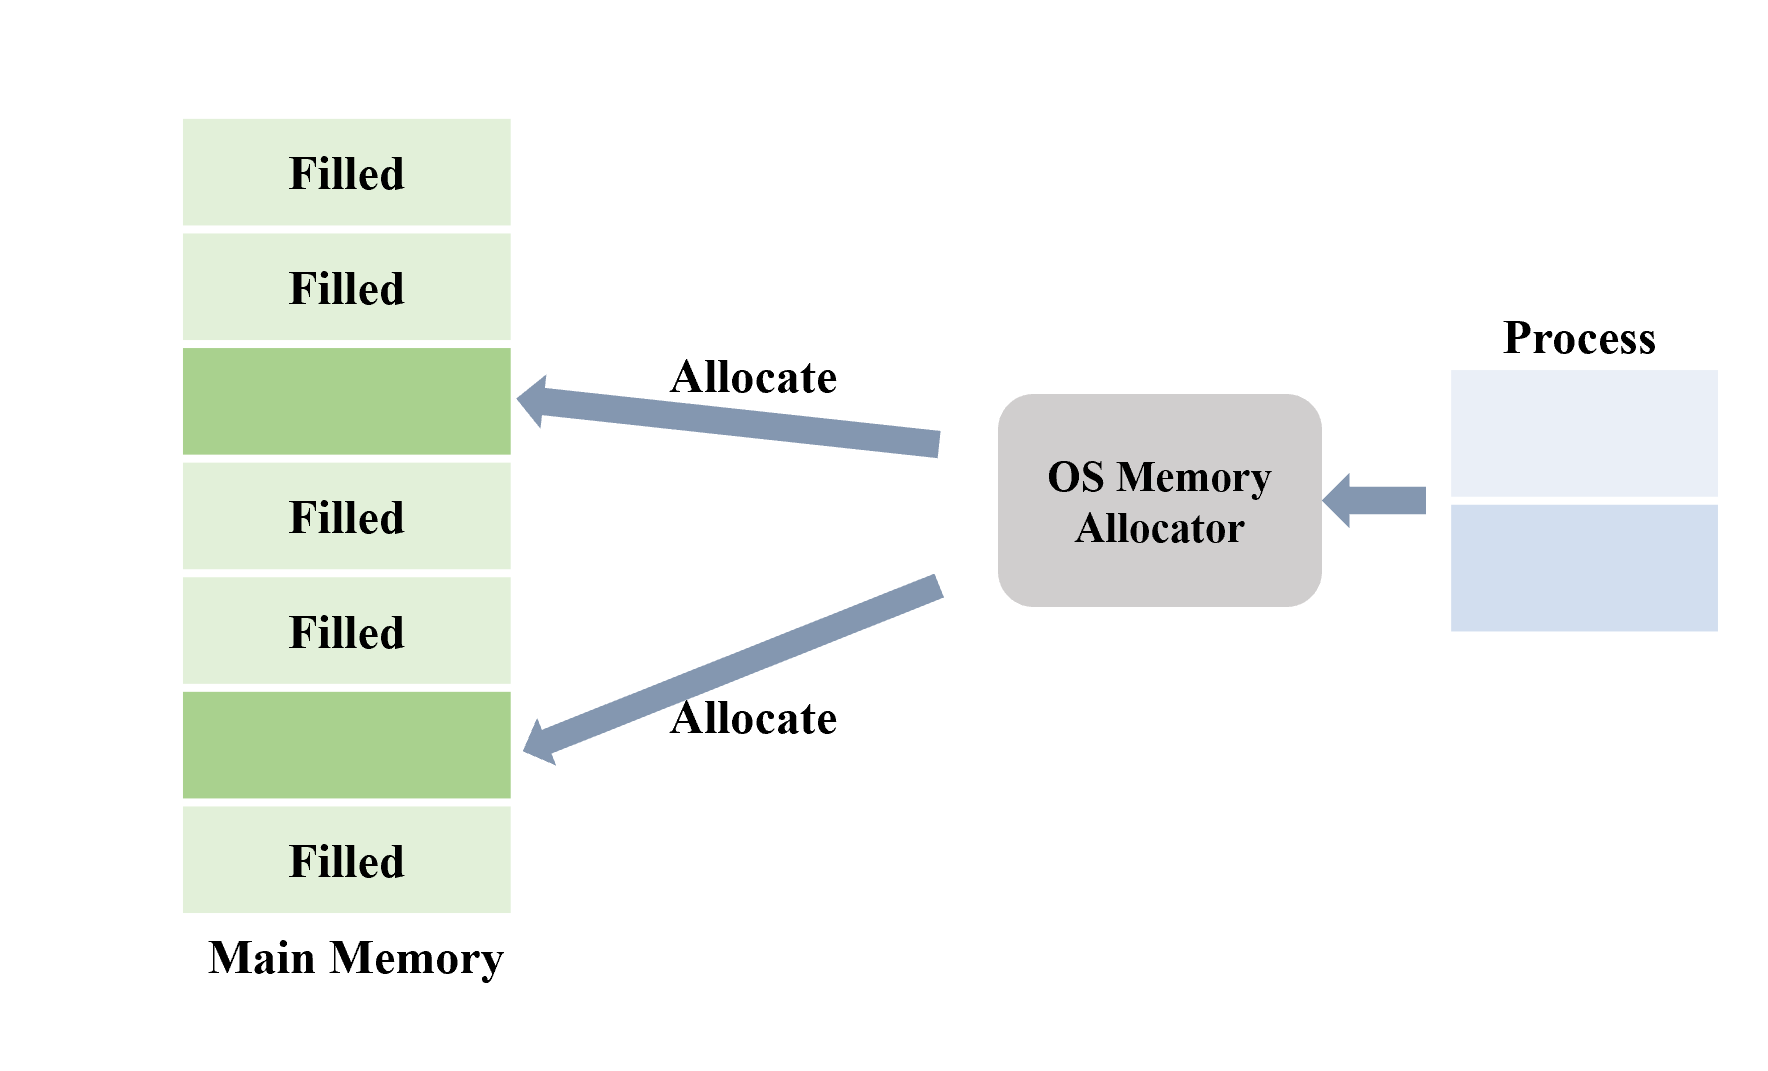 Filled
Filled
Filled
Filled
Filled
Main Memory
Allocate
Allocate
OS Memory
Allocator
Process